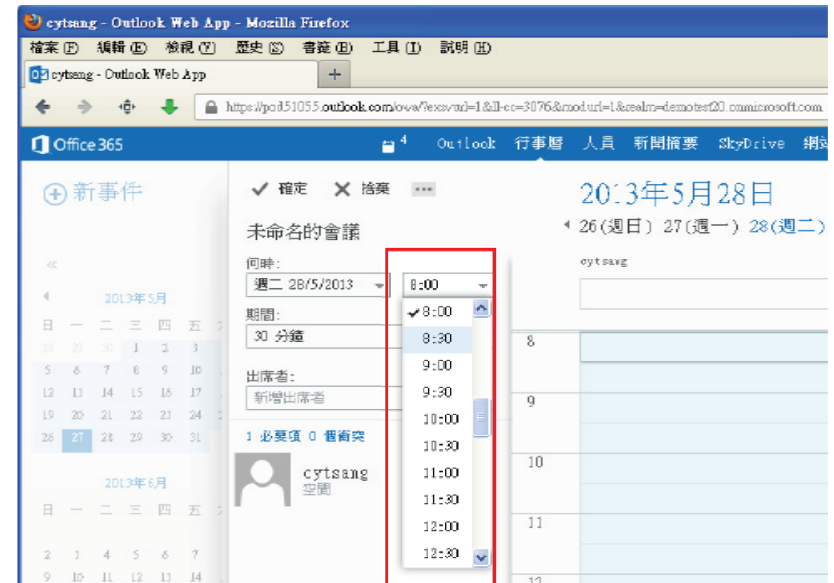 cytsang - Outlook Web App - Mozilla Firefox
檔案(F) 編輯(E) 檢視(V) 歷史(S) 書籤(B) 工具(T) 說明(H)
cytsang - Outlook Web App
https://pod51055.outlook.com/owa/?exsvurl=1&ll-cc=3076&modurl=1&realm=demotest20.onmicrosoft.com
Office 365 4 Outlook 行事曆 人員 新聞摘要 SkyDrive 網站
新事件
確定 捨棄
2013年5月28日
26(週日) 27(週一) 28(週二)
未命名的會議
cytsang
何時:
週二 28/5/2013 8:00
期間:
30 分鐘
出席者:
新增出席者
1 必要項 0 個衝突
cytsang
空閒
8:00
8:30
9:00
9:30
10:00
10:30
11:00
11:30
12:00
12:30
2013年5月
日 一 二 三 四 五
28 29 30 1 2 3
5 6 7 8 9 10
12 13 14 15 16 17
19 20 21 22 23 24
26 27 28 29 30 31
2013年6月
日 一 二 三 四 五
2 3 4 5 6 7
9 10 11 12 13 14
8
9
10
11
12